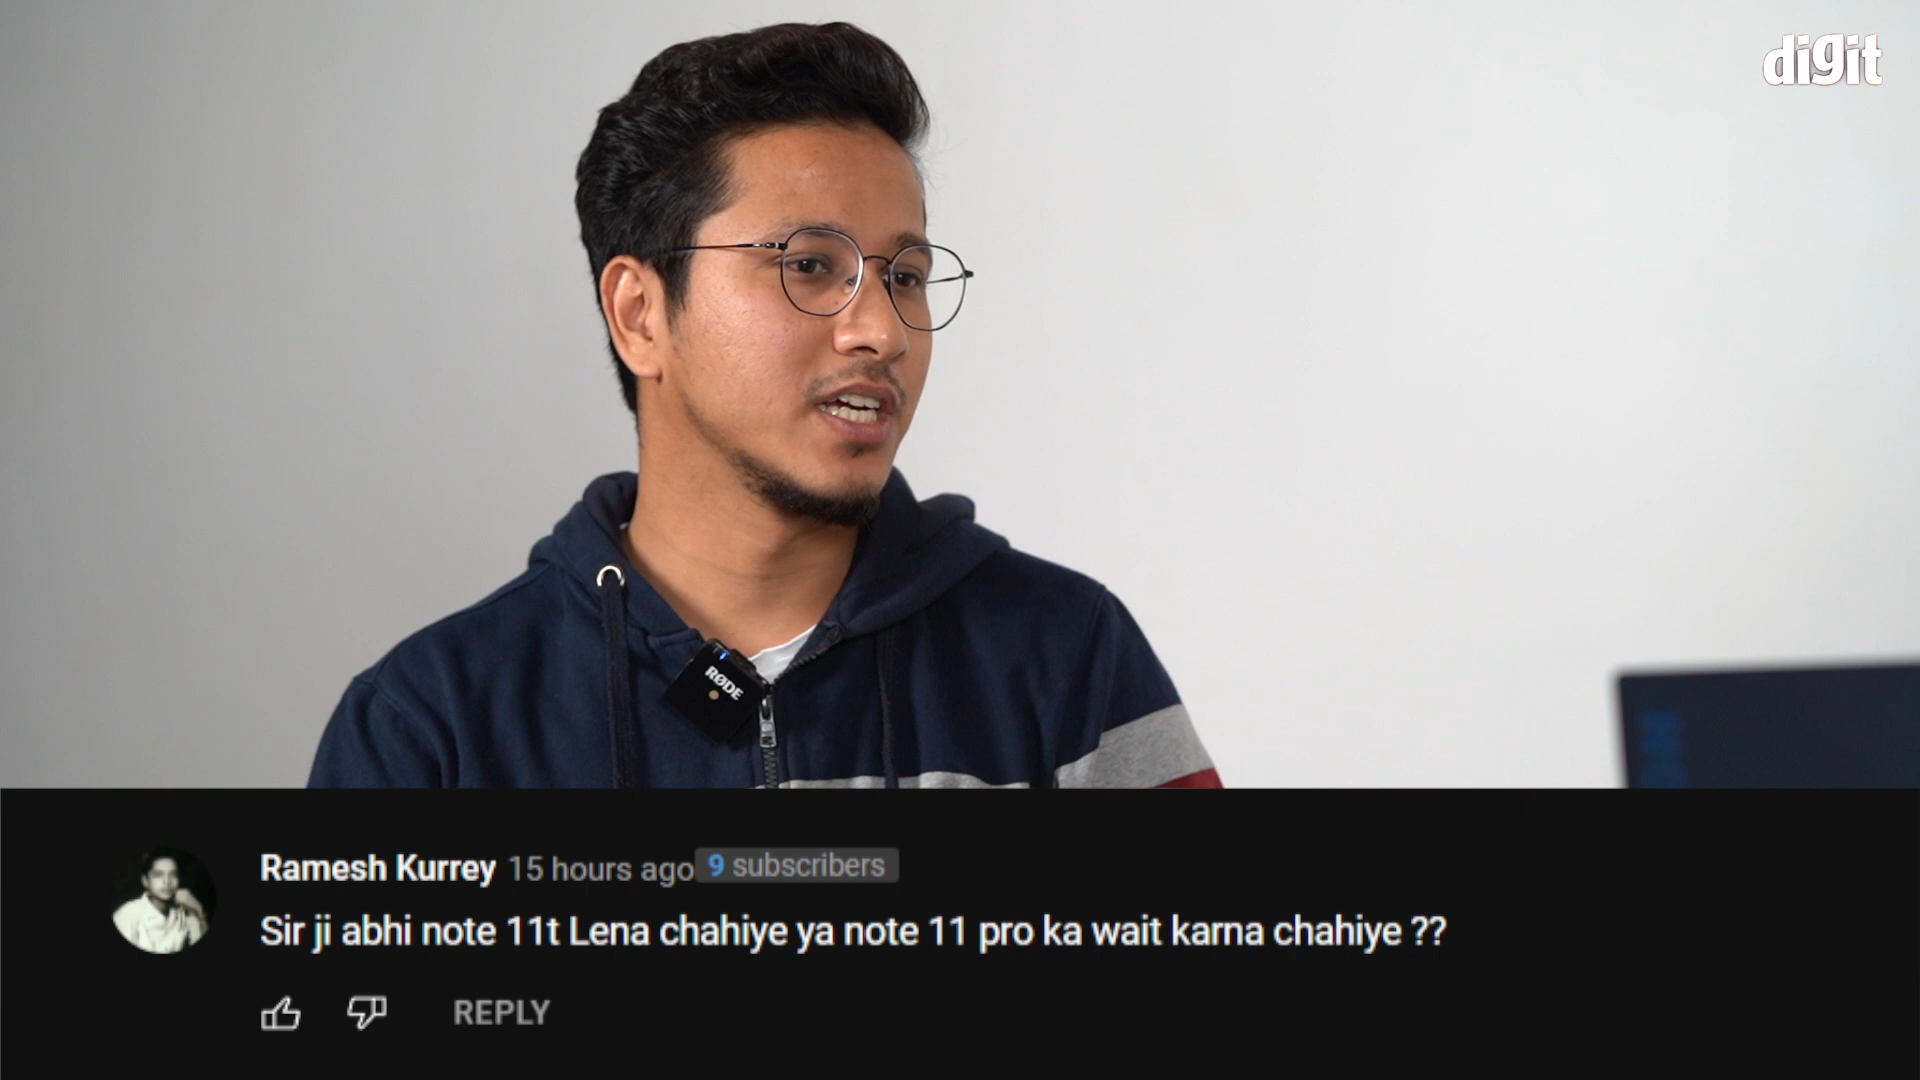 digit
RØDE
Ramesh Kurrey 15 hours ago 9 subscribers
Sir ji abhi note 11t Lena chahiye ya note 11 pro ka wait karna chahiye ??
REPLY